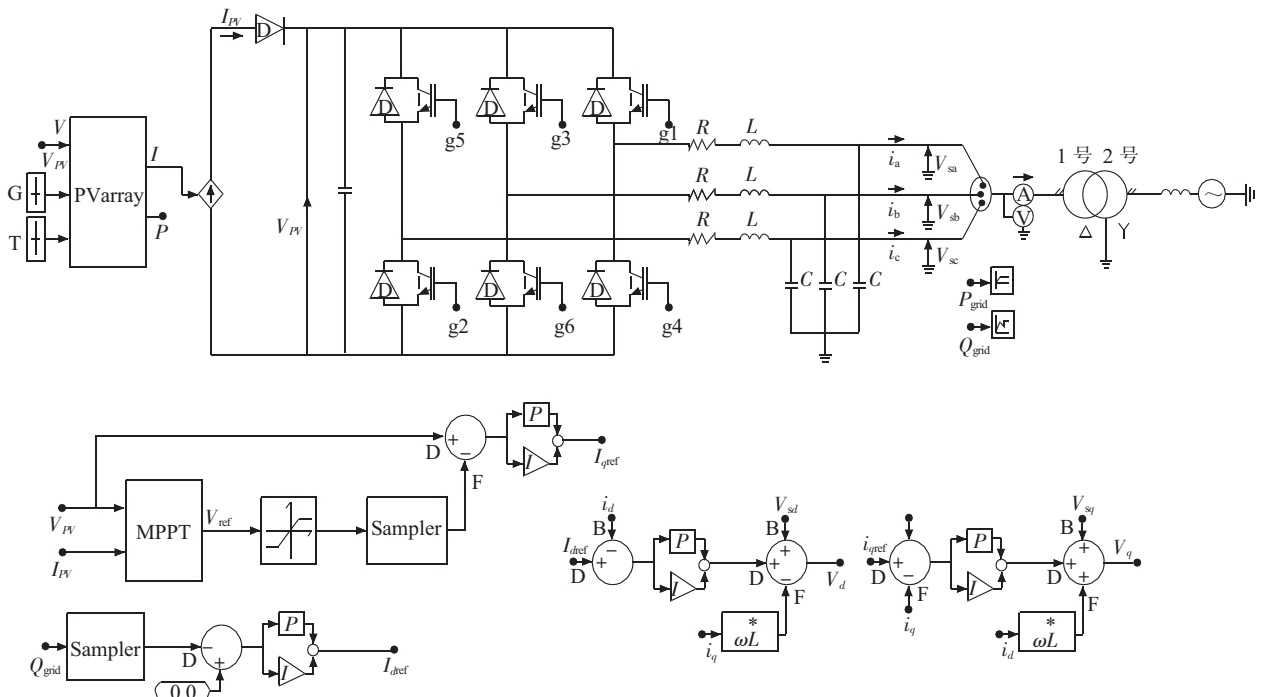 I_PV
D
V
V_PV
I
G
PVarray
T
P
V_PV
D
D
D
g5
g3
g1
D
D
D
g2
g6
g4
R
L
R
L
R
L
i_a
V_sa
i_b
V_sb
i_c
V_sc
C
C
C
1 号 2 号
A
V
Δ
Y
P_grid
Q_grid
V_PV
I_PV
MPPT
V_ref
Sampler
D
+
−
F
P
I
I_qref
Q_grid
Sampler
D
−
+
0.0
P
I
I_dref
i_d
B
−
I_dref
+
D
P
I
V_sd
B
+
D
+
−
F
V_d
i_q
*
ωL
i_qref
+
D
−
F
i_q
P
I
V_sq
B
+
D
+
+
F
V_q
i_d
*
ωL